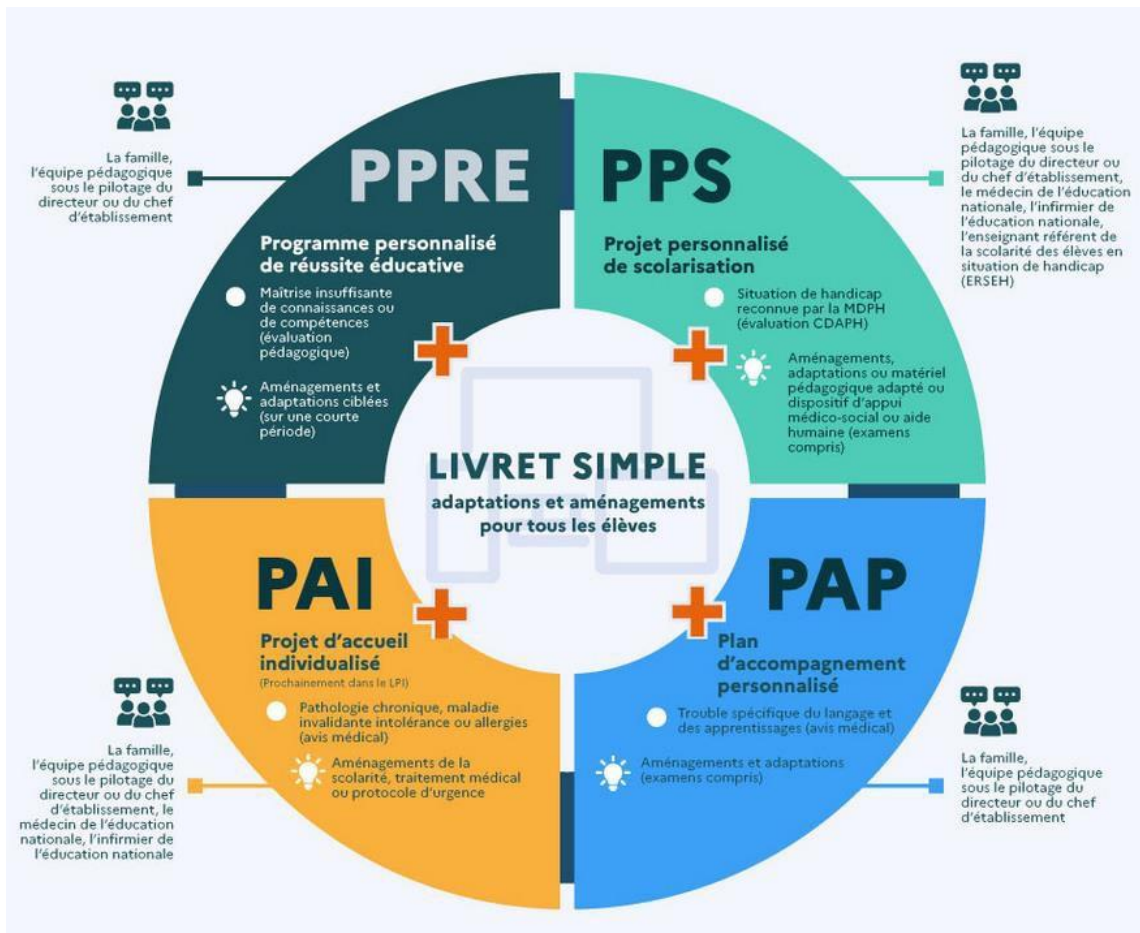 La famille,
l'équipe pédagogique
sous le pilotage du
directeur ou du chef
d'établissement
PPRE
Programme personnalisé
de réussite éducative
Maîtrise insuffisante
de connaissances ou
de compétences
(évaluation
pédagogique)
Aménagements et
adaptations ciblées
(sur une courte
période)
PPS
Projet personnalisé
de scolarisation
Situation de handicap
reconnue par la MDPH
(évaluation CDAPH)
Aménagements,
adaptations ou matériel
pédagogique adapté ou
dispositif d'appui
médico-social ou aide
humaine (examens
compris)
La famille, l'équipe
pédagogique sous le
pilotage du directeur ou
du chef d'établissement,
le médecin de l'éducation
nationale, l'infirmier de
l'éducation nationale,
l'enseignant référent de
la scolarité des élèves en
situation de handicap
(ERSEH)
LIVRET SIMPLE
adaptations et aménagements
pour tous les élèves
PAI
Projet d'accueil
individualisé
(Prochainement dans le LPI)
Pathologie chronique, maladie
invalidante intolérance ou allergies
(avis médical)
Aménagements de la
scolarité, traitement médical
ou protocole d'urgence
La famille,
l'équipe pédagogique
sous le pilotage du
directeur ou du chef
d'établissement, le
médecin de l'éducation
nationale, l'infirmier de
l'éducation nationale
PAP
Plan
d'accompagnement
personnalisé
Trouble spécifique du langage et
des apprentissages (avis médical)
Aménagements et adaptations
(examens compris)
La famille,
l'équipe pédagogique
sous le pilotage du
directeur ou du chef
d'établissement